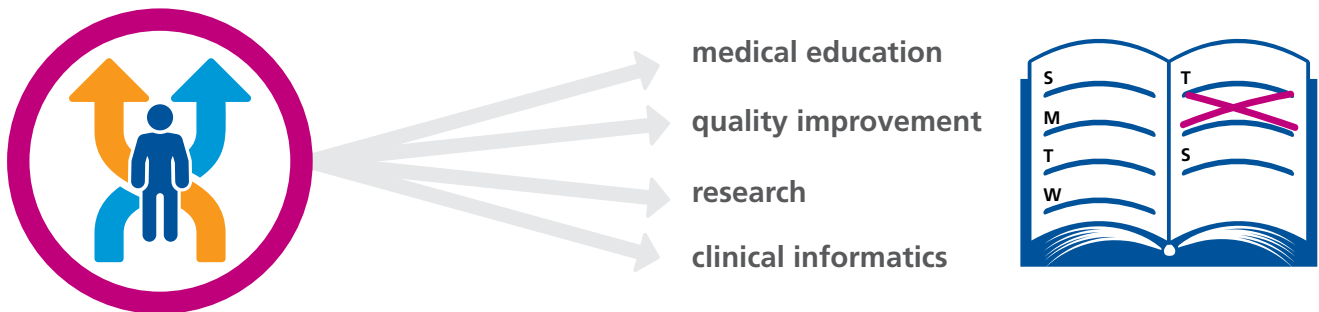 medical education
quality improvement
research
clinical informatics
S
M
T
W
T
S